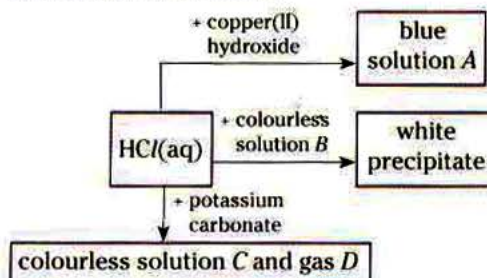 + copper(II)
hydroxide
blue
solution A
HCl(aq)
+ colourless
solution B
white
precipitate
+ potassium
carbonate
colourless solution C and gas D